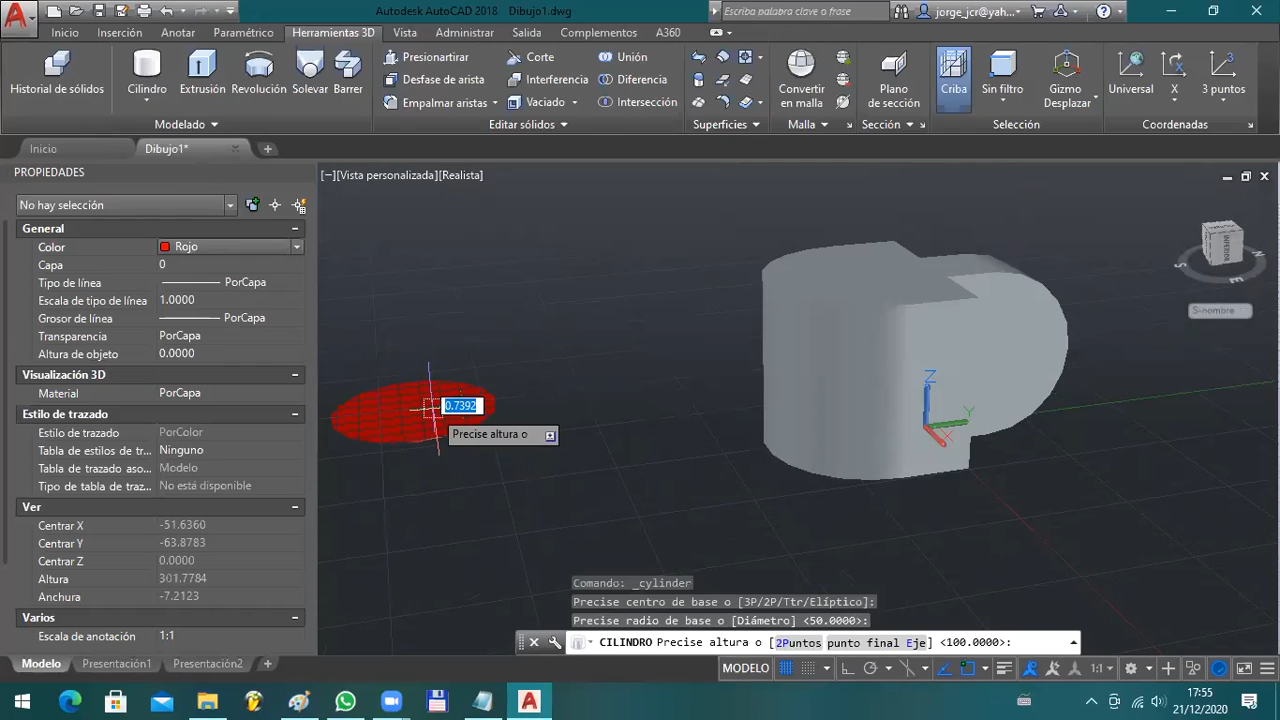 Autodesk AutoCAD 2018 Dibujo1.dwg
Escriba palabra clave o frase
jorge_jcr@yah...
Inicio Inserción Anotar Paramétrico Herramientas 3D Vista Administrar Salida Complementos A360
Historial de sólidos
Cilindro
Extrusión
Revolución
Solevar
Barrer
Modelado
Presionartirar
Desfase de arista
Empalmar aristas
Corte
Interferencia
Vaciado
Unión
Diferencia
Intersección
Editar sólidos
Superficies
Convertir
en malla
Malla
Plano
de sección
Sección
Criba
Sin filtro
Gizmo
Desplazar
Selección
Universal
X
3 puntos
Coordenadas
Inicio
Dibujo1*
PROPIEDADES
No hay selección
General
Color Rojo
Capa 0
Tipo de línea PorCapa
Escala de tipo de línea 1.0000
Grosor de línea PorCapa
Transparencia PorCapa
Altura de objeto 0.0000
Visualización 3D
Material PorCapa
Estilo de trazado
Estilo de trazado PorColor
Tabla de estilos de tr... Ninguno
Tabla de trazado aso... Modelo
Tipo de tabla de traz... No está disponible
Ver
Centrar X -51.6360
Centrar Y -63.8783
Centrar Z 0.0000
Altura 301.7784
Anchura -7.2123
Varios
Escala de anotación 1:1
[−][Vista personalizada][Realista]
INFERIOR
S
E
N
S-nombre
0.7392
Precise altura o
Z
Y
X
Comando: _cylinder
Precise centro de base o [3P/2P/Ttr/Elíptico]:
Precise radio de base o [Diámetro] <50.0000>:
CILINDRO Precise altura o [2Puntos punto final Eje] <100.0000>:
Modelo Presentación1 Presentación2
MODELO
1:1
17:55
21/12/2020